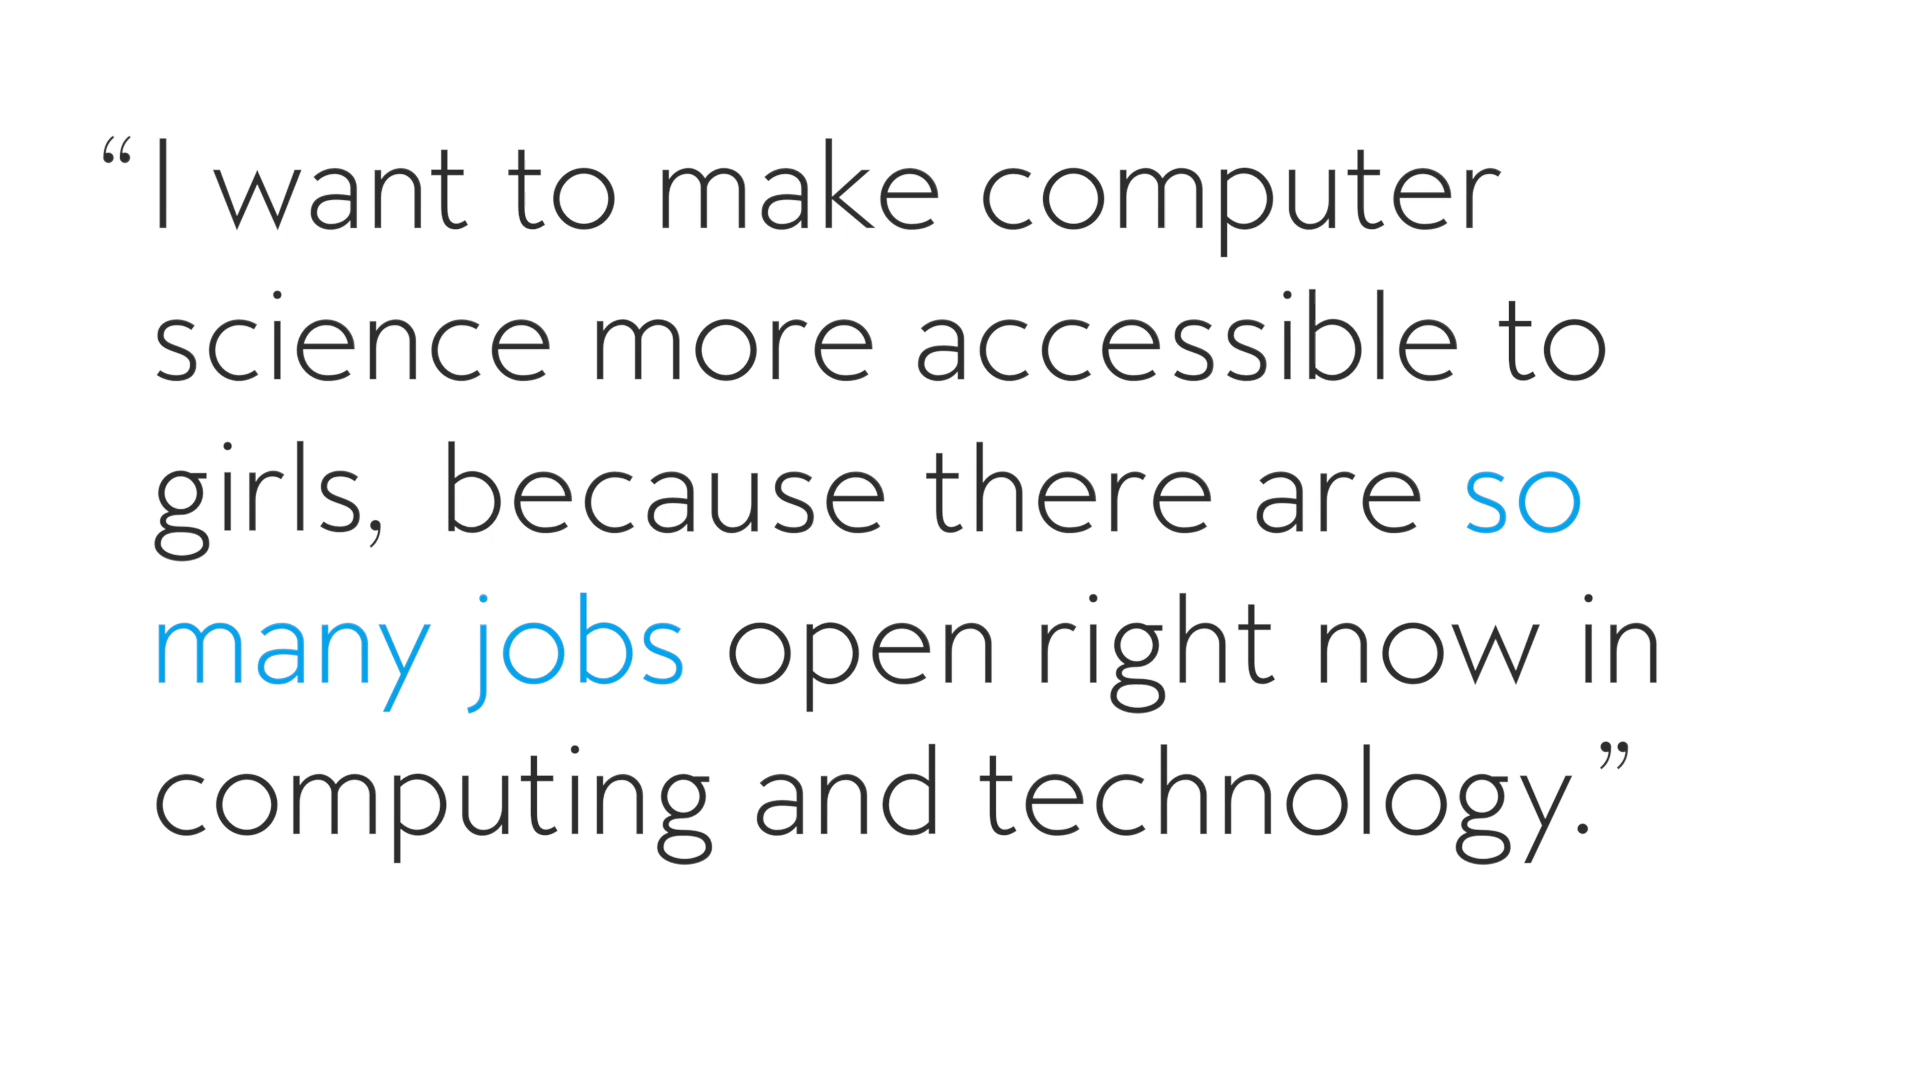 “I want to make computer
science more accessible to
girls, because there are so
many jobs open right now in
computing and technology.”